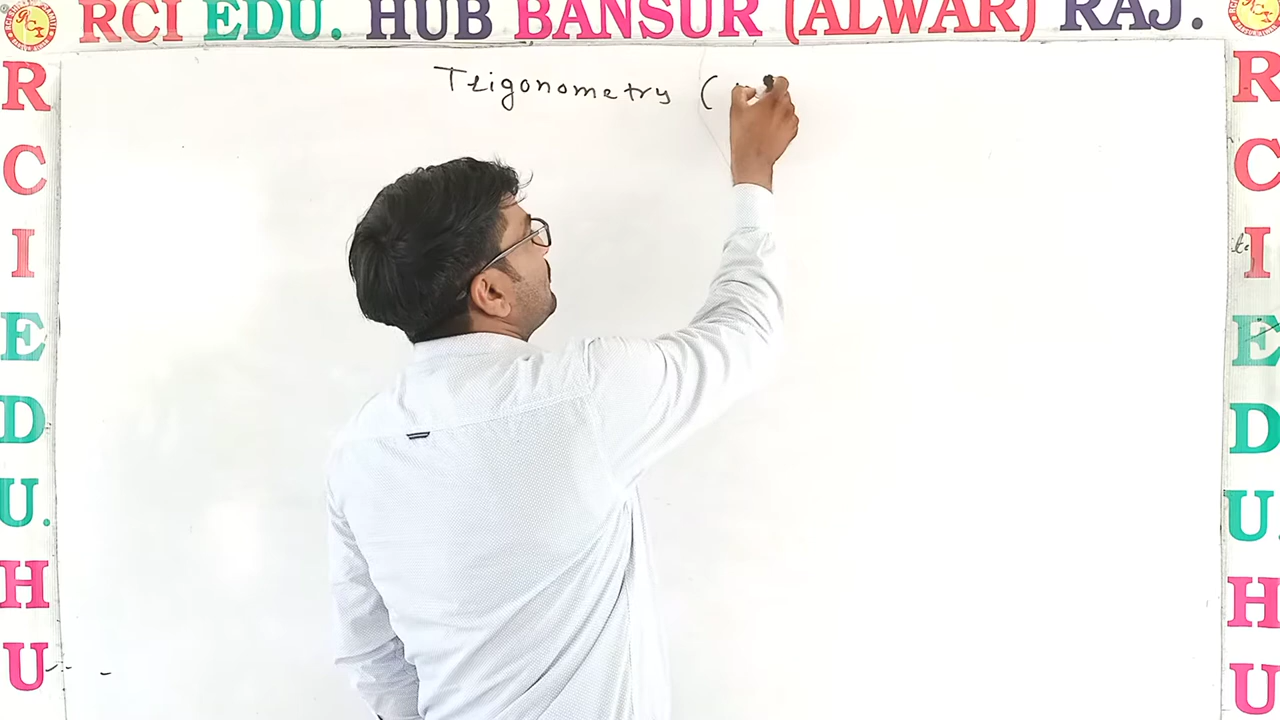 RCI EDU. HUB BANSUR (ALWAR) RAJ.
Trigonometry (
R
C
I
E
D
U.
H
U
R
C
I
E
D
U.
H
U